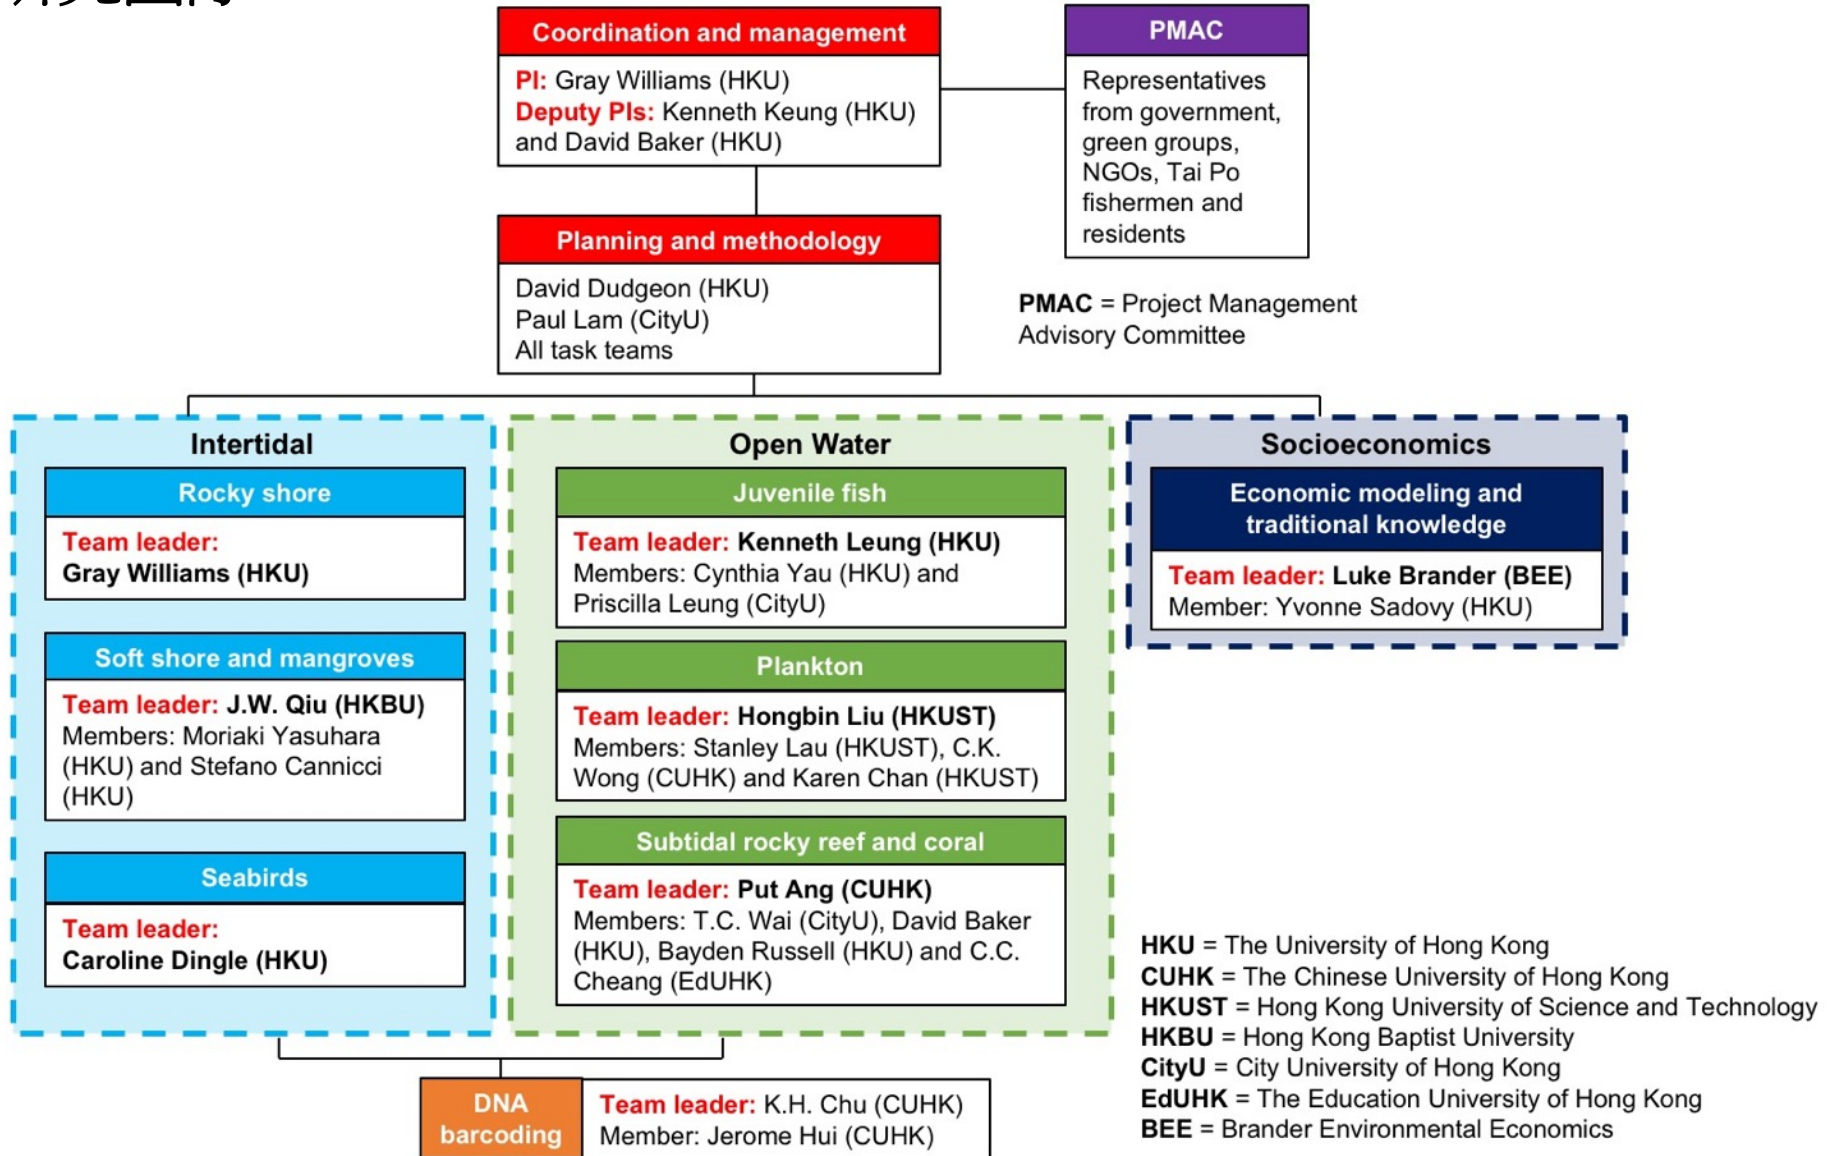 Coordination and management
PI: Gray Williams (HKU)
Deputy PIs: Kenneth Keung (HKU)
and David Baker (HKU)
PMAC
Representatives
from government,
green groups,
NGOs, Tai Po
fishermen and
residents
Planning and methodology
David Dudgeon (HKU)
Paul Lam (CityU)
All task teams
PMAC = Project Management
Advisory Committee
Intertidal
Rocky shore
Team leader:
Gray Williams (HKU)
Soft shore and mangroves
Team leader: J.W. Qiu (HKBU)
Members: Moriaki Yasuhara
(HKU) and Stefano Cannicci
(HKU)
Seabirds
Team leader:
Caroline Dingle (HKU)
Open Water
Juvenile fish
Team leader: Kenneth Leung (HKU)
Members: Cynthia Yau (HKU) and
Priscilla Leung (CityU)
Plankton
Team leader: Hongbin Liu (HKUST)
Members: Stanley Lau (HKUST), C.K.
Wong (CUHK) and Karen Chan (HKUST)
Subtidal rocky reef and coral
Team leader: Put Ang (CUHK)
Members: T.C. Wai (CityU), David Baker
(HKU), Bayden Russell (HKU) and C.C.
Cheang (EdUHK)
Socioeconomics
Economic modeling and
traditional knowledge
Team leader: Luke Brander (BEE)
Member: Yvonne Sadovy (HKU)
DNA
barcoding
Team leader: K.H. Chu (CUHK)
Member: Jerome Hui (CUHK)
HKU = The University of Hong Kong
CUHK = The Chinese University of Hong Kong
HKUST = Hong Kong University of Science and Technology
HKBU = Hong Kong Baptist University
CityU = City University of Hong Kong
EdUHK = The Education University of Hong Kong
BEE = Brander Environmental Economics